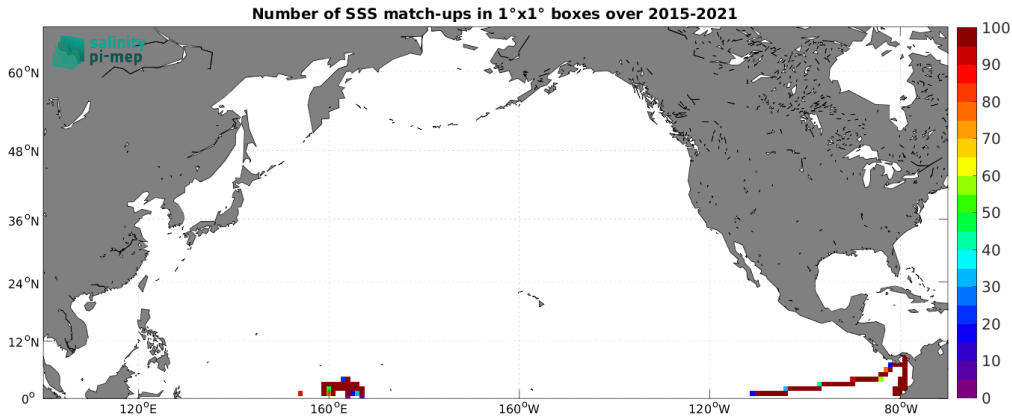 Number of SSS match-ups in 1°x1° boxes over 2015-2021
salinity
pi-mep
60°N
48°N
36°N
24°N
12°N
0°
120°E
160°E
160°W
120°W
80°W
100
90
80
70
60
50
40
30
20
10
0